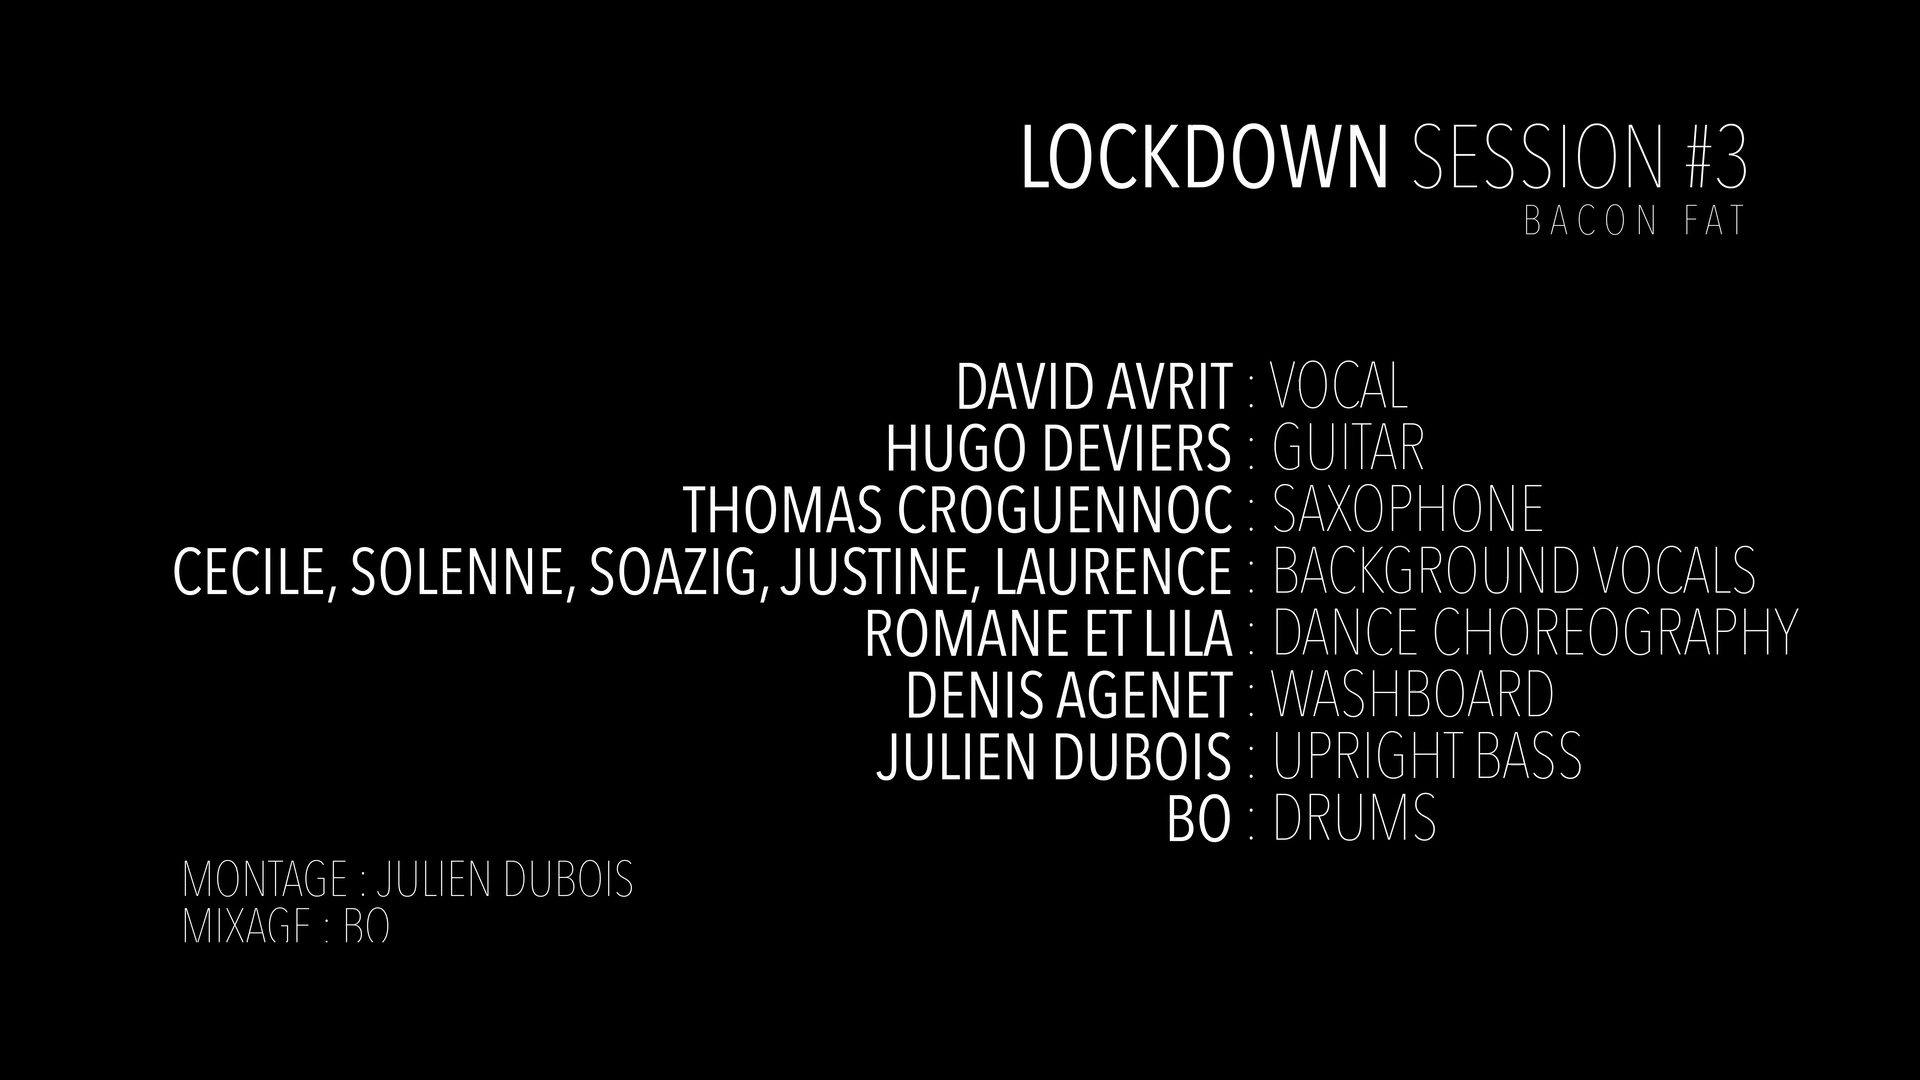 LOCKDOWN SESSION #3
BACON FAT
DAVID AVRIT : VOCAL
HUGO DEVIERS : GUITAR
THOMAS CROGUENNOC : SAXOPHONE
CECILE, SOLENNE, SOAZIG, JUSTINE, LAURENCE : BACKGROUND VOCALS
ROMANE ET LILA : DANCE CHOREOGRAPHY
DENIS AGENET : WASHBOARD
JULIEN DUBOIS : UPRIGHT BASS
BO : DRUMS
MONTAGE : JULIEN DUBOIS
MIXAGE : BO